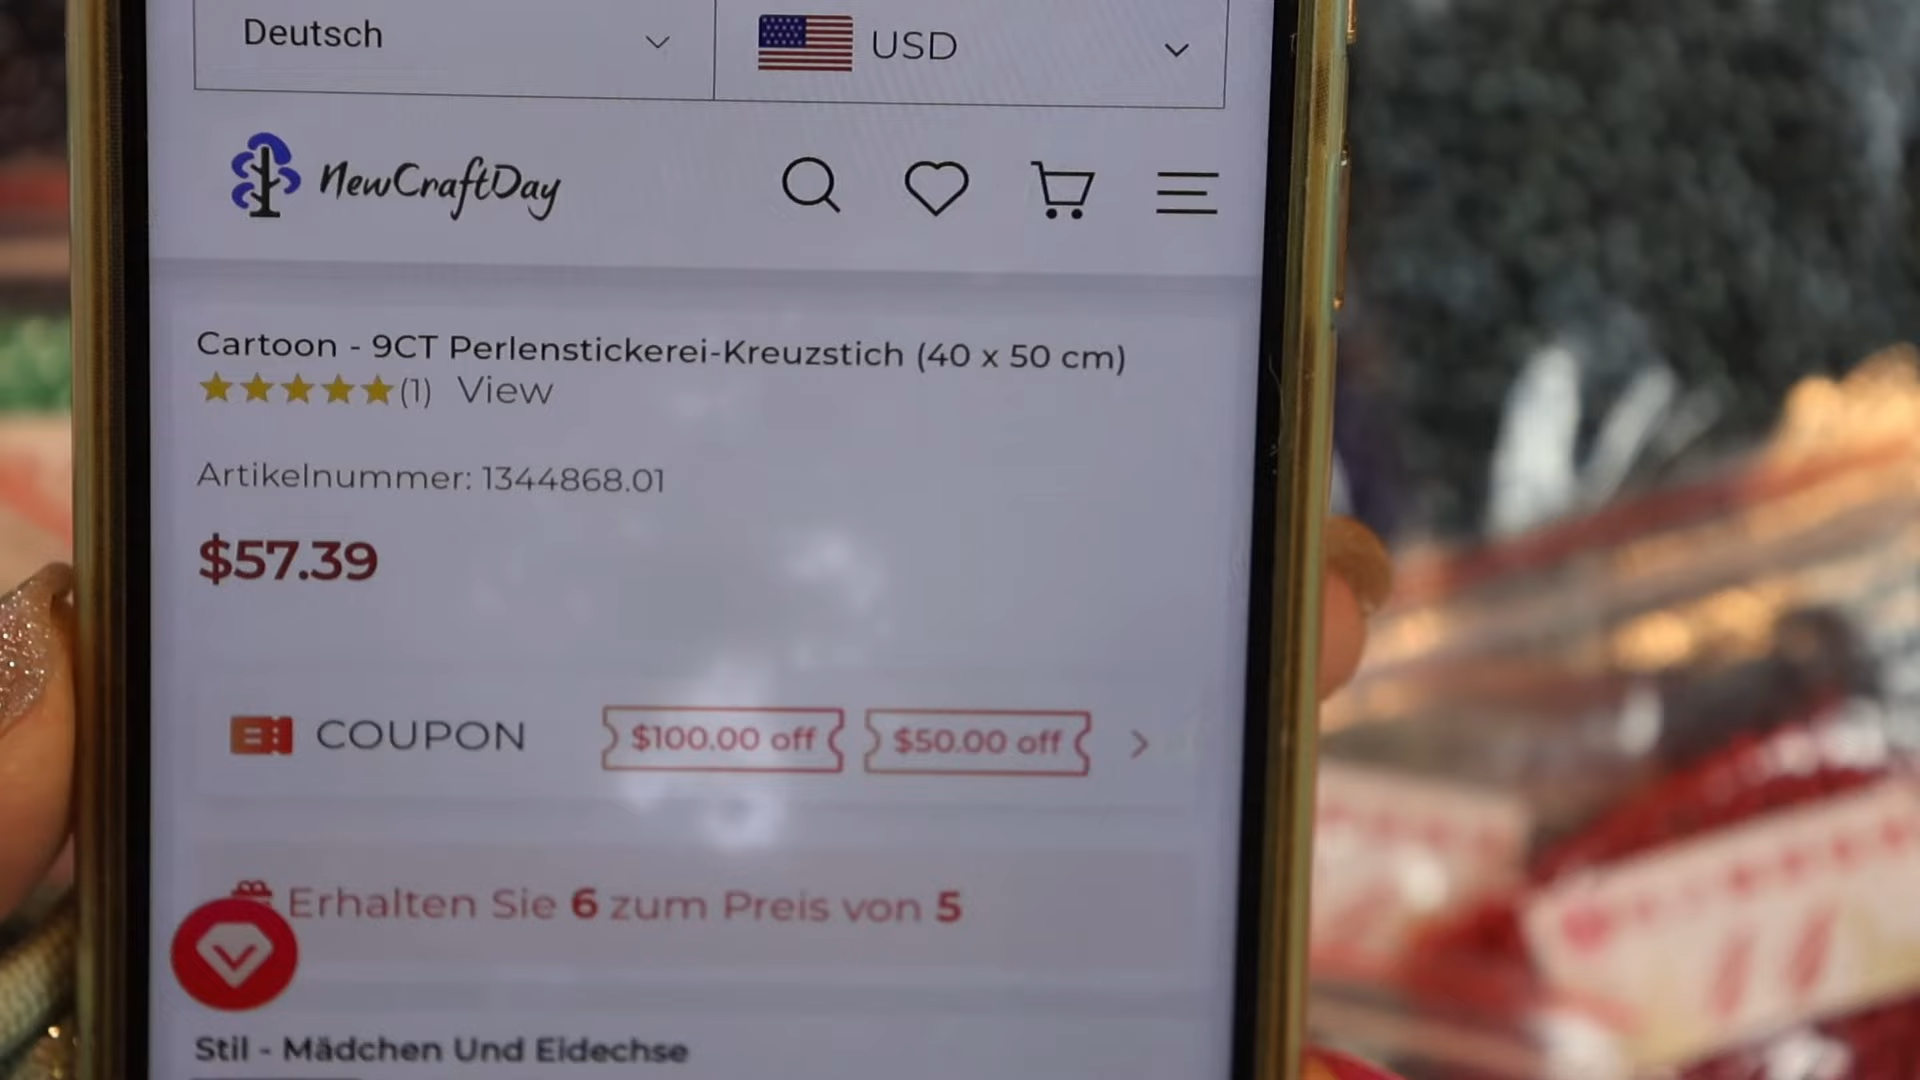 Deutsch
USD
NewCraftDay
Cartoon - 9CT Perlenstickerei-Kreuzstich (40 x 50 cm)
(1) View
Artikelnummer: 1344868.01
$57.39
COUPON $100.00 off $50.00 off
Erhalten Sie 6 zum Preis von 5
Stil - Mädchen Und Eidechse